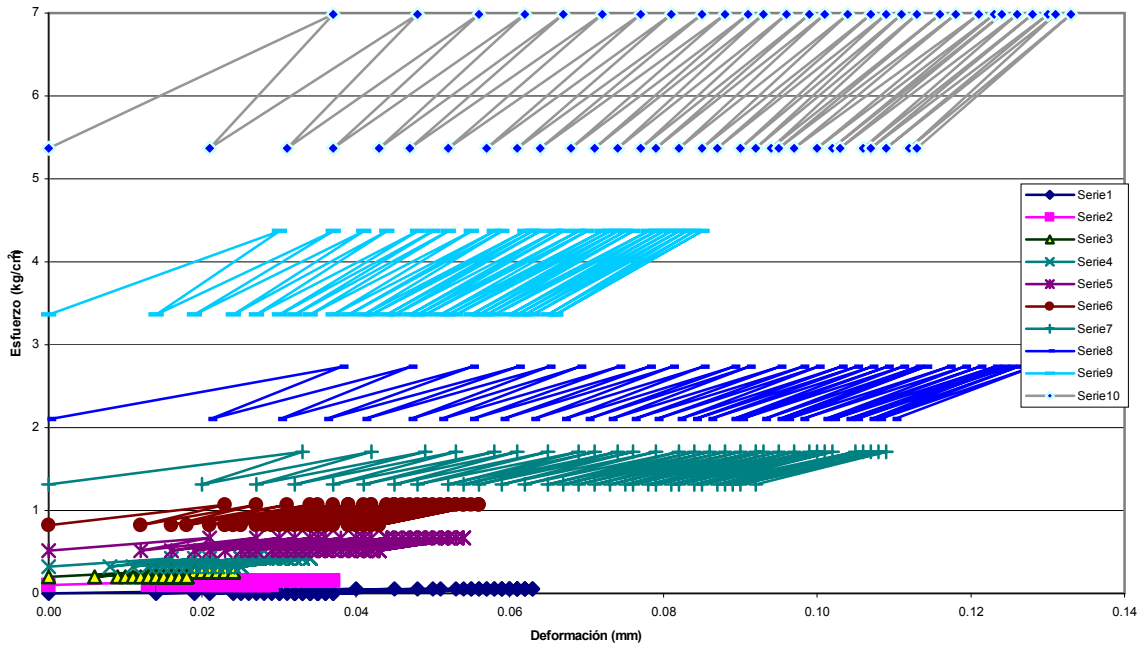 7
6
5
4
3
2
1
0
Esfuerzo (kg/cm²)
0.00 0.02 0.04 0.06 0.08 0.10 0.12 0.14
Deformación (mm)
Serie1
Serie2
Serie3
Serie4
Serie5
Serie6
Serie7
Serie8
Serie9
Serie10